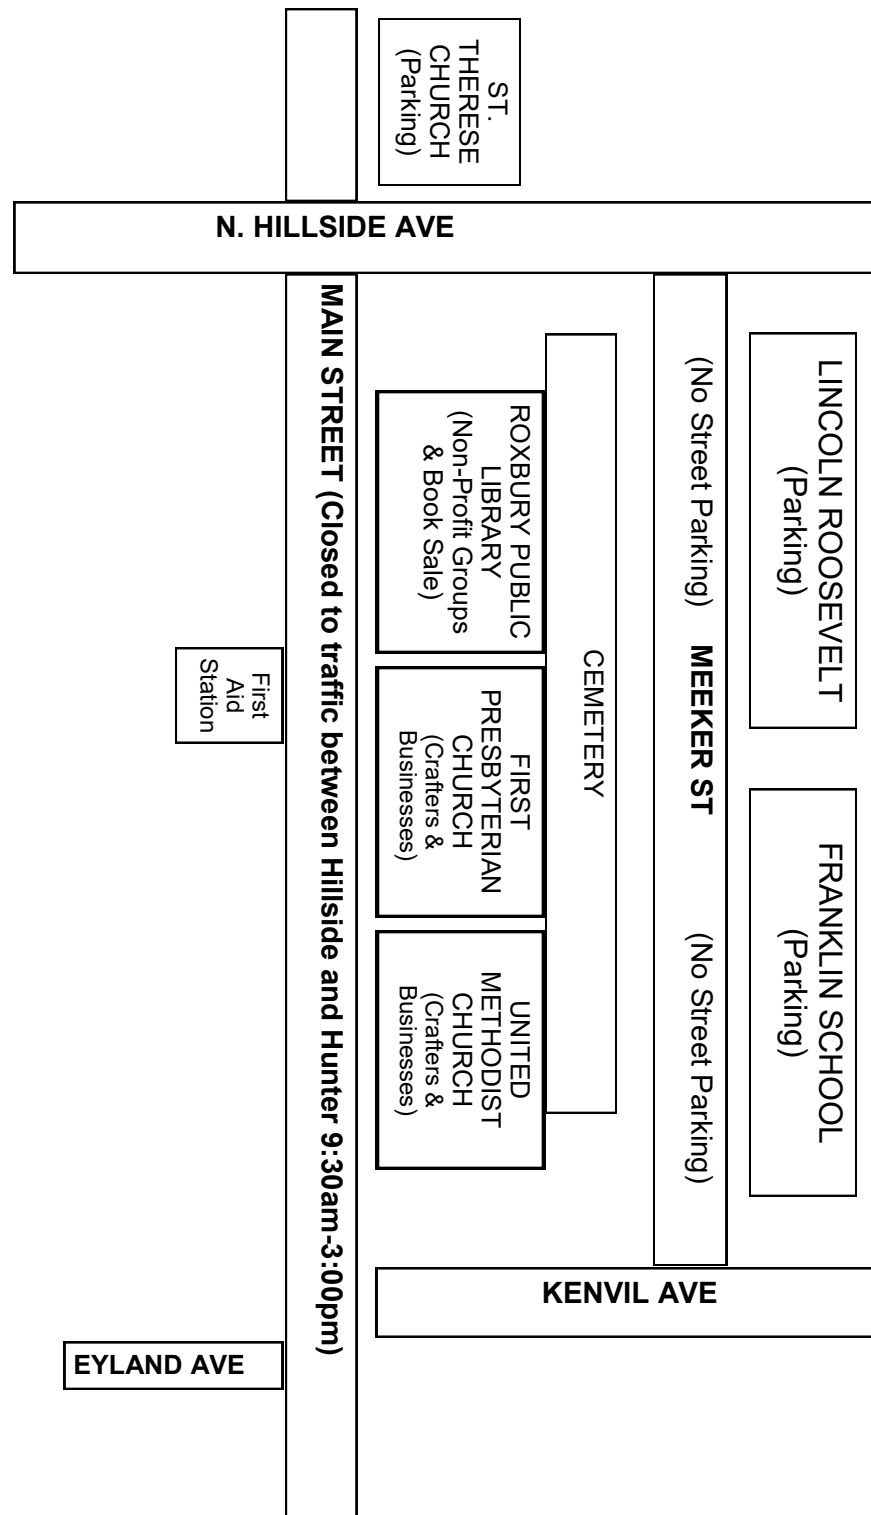 ST.
THERESE
CHURCH
(Parking)
N. HILLSIDE AVE
MAIN STREET (Closed to traffic between Hillside and Hunter 9:30am-3:00pm)
ROXBURY PUBLIC
LIBRARY
(Non-Profit Groups
& Book Sale)
CEMETERY
(No Street Parking) MEEKER ST (No Street Parking)
LINCOLN ROOSEVELT
(Parking)
First
Aid
Station
FIRST
PRESBYTERIAN
CHURCH
(Crafters &
Businesses)
FRANKLIN SCHOOL
(Parking)
UNITED
METHODIST
CHURCH
(Crafters &
Businesses)
KENVIL AVE
EYLAND AVE